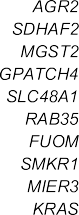 AGR2
SDHAF2
MGST2
GPATCH4
SLC48A1
RAB35
FUOM
SMKR1
MIER3
KRAS